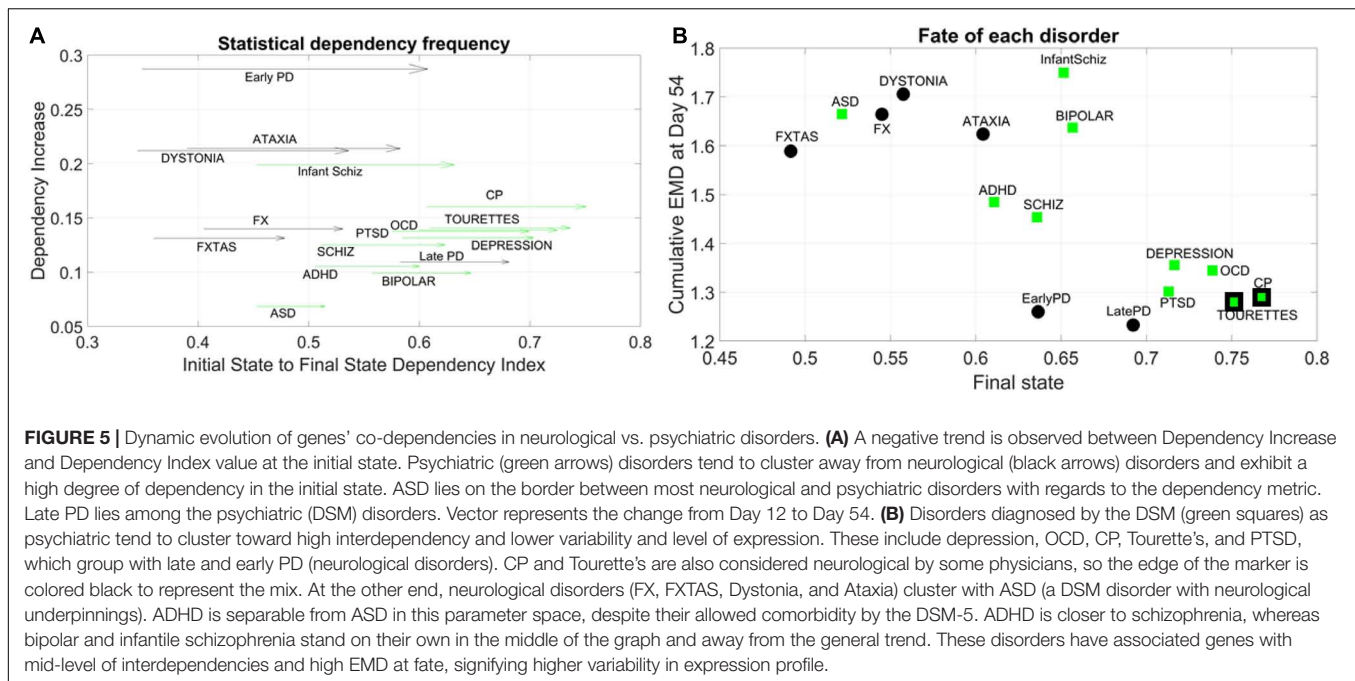 A
Statistical dependency frequency
0.3
0.25
0.2
0.15
0.1
0.05
Dependency Increase
Early PD
ATAXIA
DYSTONIA
Infant Schiz
CP
FX
OCD
TOURETTES
PTSD
FXTAS
DEPRESSION
SCHIZ
Late PD
ADHD
BIPOLAR
ASD
0.3 0.4 0.5 0.6 0.7 0.8
Initial State to Final State Dependency Index
B
Fate of each disorder
1.8
1.7
1.6
1.5
1.4
1.3
1.2
Cumulative EMD at Day 54
InfantSchiz
DYSTONIA
ASD
FX
BIPOLAR
ATAXIA
FXTAS
ADHD
SCHIZ
DEPRESSION
OCD
CP
EarlyPD
PTSD
LatePD
TOURETTES
0.45 0.5 0.55 0.6 0.65 0.7 0.75 0.8
Final state
FIGURE 5 | Dynamic evolution of genes' co-dependencies in neurological vs. psychiatric disorders. (A) A negative trend is observed between Dependency Increase
and Dependency Index value at the initial state. Psychiatric (green arrows) disorders tend to cluster away from neurological (black arrows) disorders and exhibit a
high degree of dependency in the initial state. ASD lies on the border between most neurological and psychiatric disorders with regards to the dependency metric.
Late PD lies among the psychiatric (DSM) disorders. Vector represents the change from Day 12 to Day 54. (B) Disorders diagnosed by the DSM (green squares) as
psychiatric tend to cluster toward high interdependency and lower variability and level of expression. These include depression, OCD, CP, Tourette's, and PTSD,
which group with late and early PD (neurological disorders). CP and Tourette's are also considered neurological by some physicians, so the edge of the marker is
colored black to represent the mix. At the other end, neurological disorders (FX, FXTAS, Dystonia, and Ataxia) cluster with ASD (a DSM disorder with neurological
underpinnings). ADHD is separable from ASD in this parameter space, despite their allowed comorbidity by the DSM-5. ADHD is closer to schizophrenia, whereas
bipolar and infantile schizophrenia stand on their own in the middle of the graph and away from the general trend. These disorders have associated genes with
mid-level of interdependencies and high EMD at fate, signifying higher variability in expression profile.